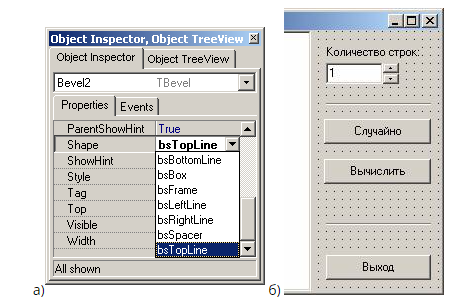 Object Inspector, Object TreeView
Object Inspector
Object TreeView
Bevel2
TBevel
Properties
Events
ParentShowHint
True
Shape
bsTopLine
ShowHint
bsBottomLine
Style
bsBox
Tag
bsFrame
Top
bsLeftLine
Visible
bsRightLine
Width
bsSpacer
bsTopLine
All shown
а)
Количество строк:
1
Случайно
Вычислить
Выход
б)